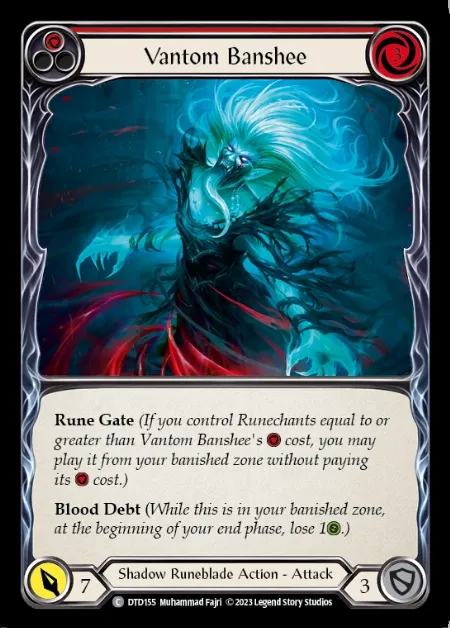 Vantom Banshee
3
Rune Gate (If you control Runechants equal to or
greater than Vantom Banshee's cost, you may
play it from your banished zone without paying
its cost.)
Blood Debt (While this is in your banished zone,
at the beginning of your end phase, lose 1.)
7
Shadow Runeblade Action - Attack
3
C DTD155 Muhammad Fajri © 2023 Legend Story Studios